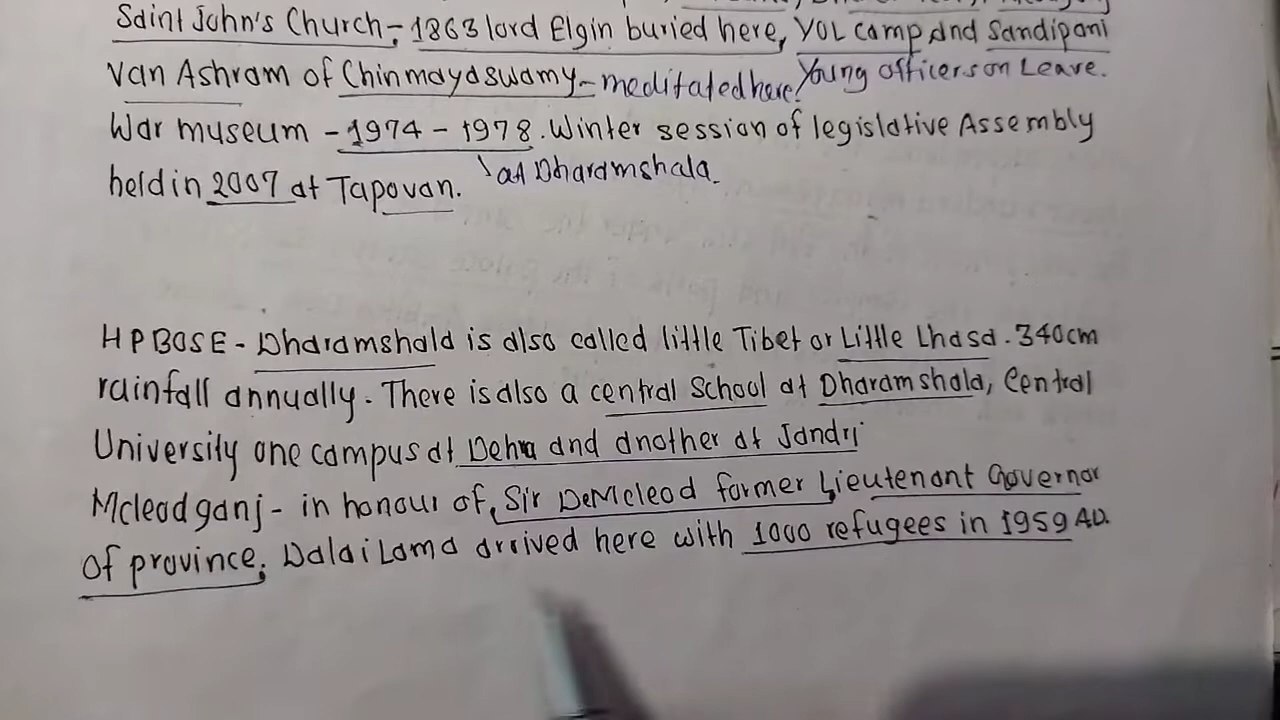 Saint John's Church - 1863 lord Elgin buried here, YOL camp and Sandipani
Van Ashram of Chinmayaswamy - meditated here. Young officers on Leave.
War museum - 1974 - 1978. Winter session of legislative Assembly
held in 2007 at Tapovan. at Dharamshala.
HPBOSE - Dharamshala is also called little Tibet or Little Lhasa. 340cm
rainfall annually. There is also a central School at Dharamshala, Central
University one campus at Dehra and another at Jandri
Mcleodganj - in honour of, Sir DeMcleod former Lieutenant Governor
Of province, Dalai Lama arrived here with 1000 refugees in 1959 AD.